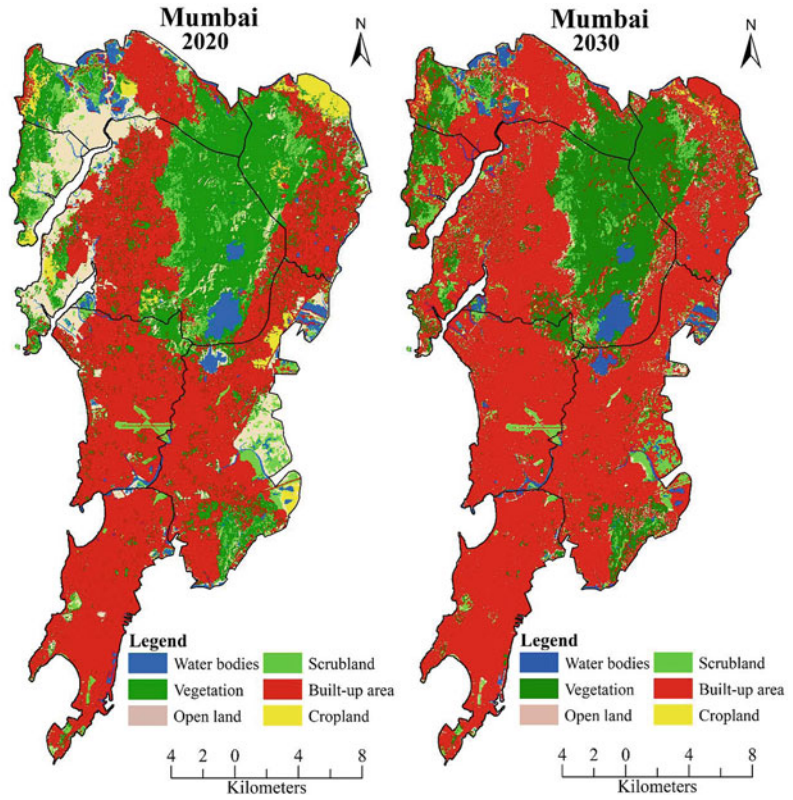 Mumbai
2020
N
Legend
Water bodies
Scrubland
Vegetation
Built-up area
Open land
Cropland
4 0 4 8
Kilometers
Mumbai
2030
N
Legend
Water bodies
Scrubland
Vegetation
Built-up area
Open land
Cropland
4 2 0 4 8
Kilometers